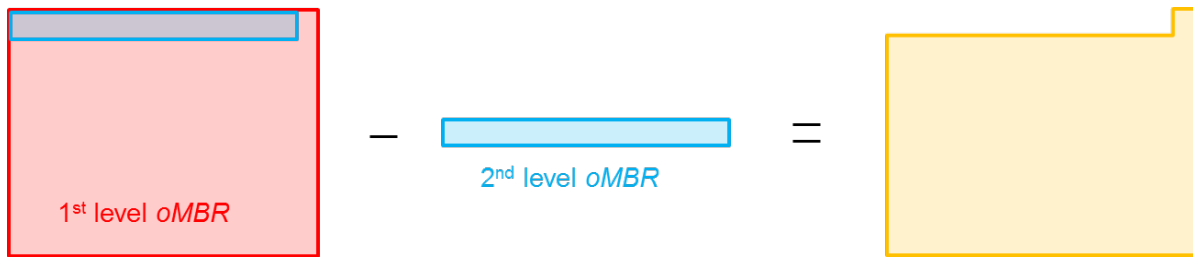 – =
2nd level oMBR
1st level oMBR